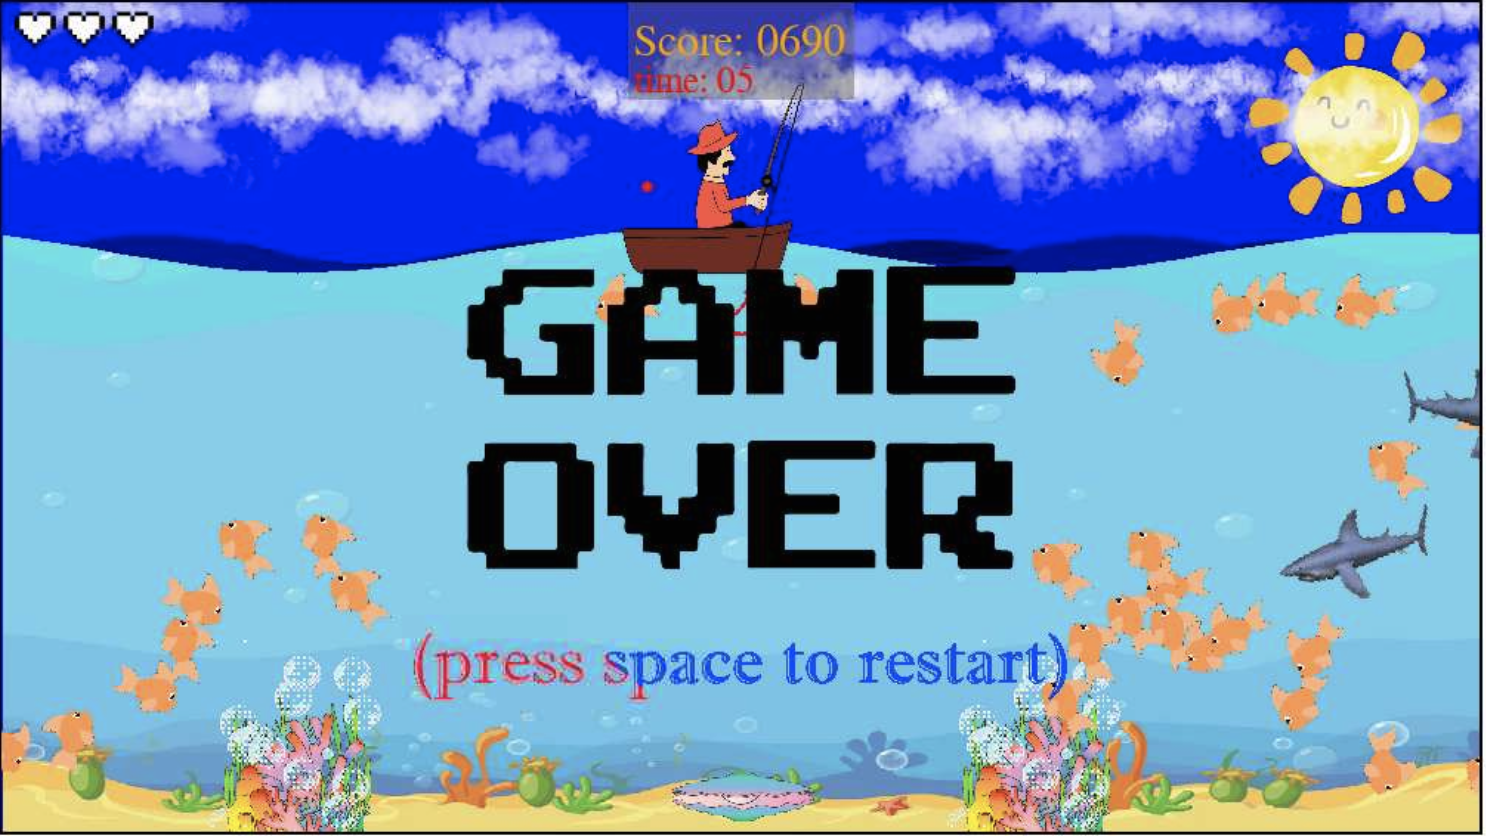 Score: 0690
time: 05
GAME
OVER
(press space to restart)